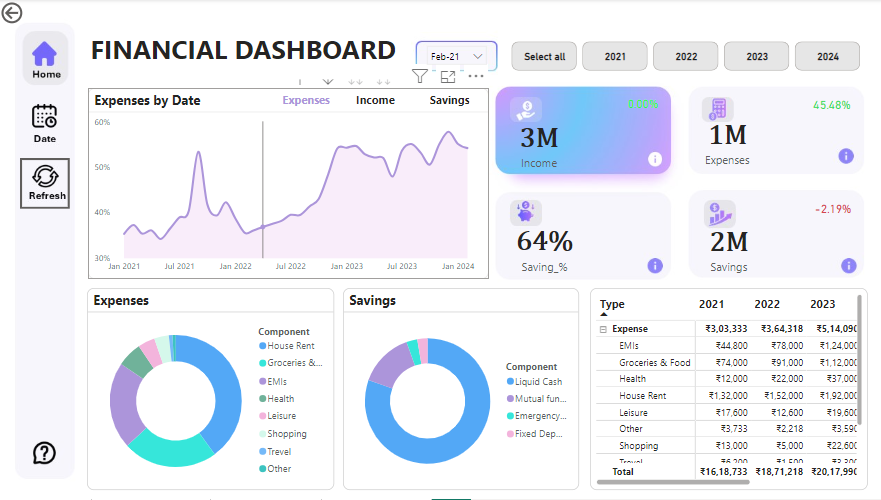 FINANCIAL DASHBOARD
Feb-21
Select all
2021
2022
2023
2024
Home
Date
Refresh
Expenses by Date
Expenses
Income
Savings
60%
50%
40%
30%
Jan 2021
Jul 2021
Jan 2022
Jul 2022
Jan 2023
Jul 2023
Jan 2024
3M
Income
45.48%
1M
Expenses
64%
Saving_%
-2.19%
2M
Savings
Expenses
Component
House Rent
Groceries &...
EMIs
Health
Leisure
Shopping
Trevel
Other
Savings
Component
Liquid Cash
Mutual fun...
Emergency...
Fixed Dep...
Type 2021 2022 2023
Expense ₹3,03,333 ₹3,64,318 ₹5,14,090
EMIs ₹44,800 ₹78,000 ₹1,24,000
Groceries & Food ₹74,000 ₹91,000 ₹1,12,000
Health ₹12,000 ₹22,000 ₹37,000
House Rent ₹1,32,000 ₹1,52,000 ₹1,92,000
Leisure ₹17,600 ₹12,600 ₹19,600
Other ₹3,733 ₹2,218 ₹3,590
Shopping ₹13,000 ₹5,000 ₹22,600
Total ₹16,18,733 ₹18,71,218 ₹20,17,990